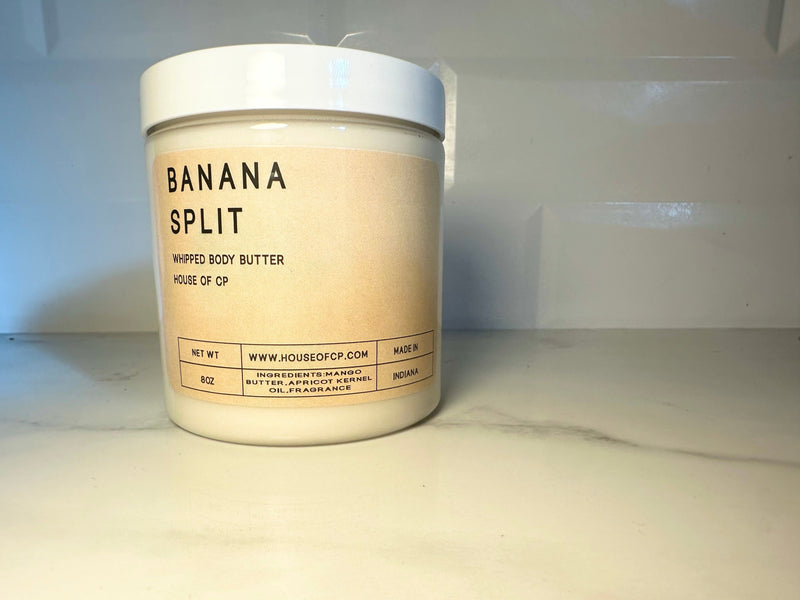 BANANA
SPLIT
WHIPPED BODY BUTTER
HOUSE OF CP
NET WT
WWW.HOUSEOFCP.COM
MADE IN
8OZ
INGREDIENTS:MANGO
BUTTER,APRICOT KERNEL
OIL,FRAGRANCE
INDIANA